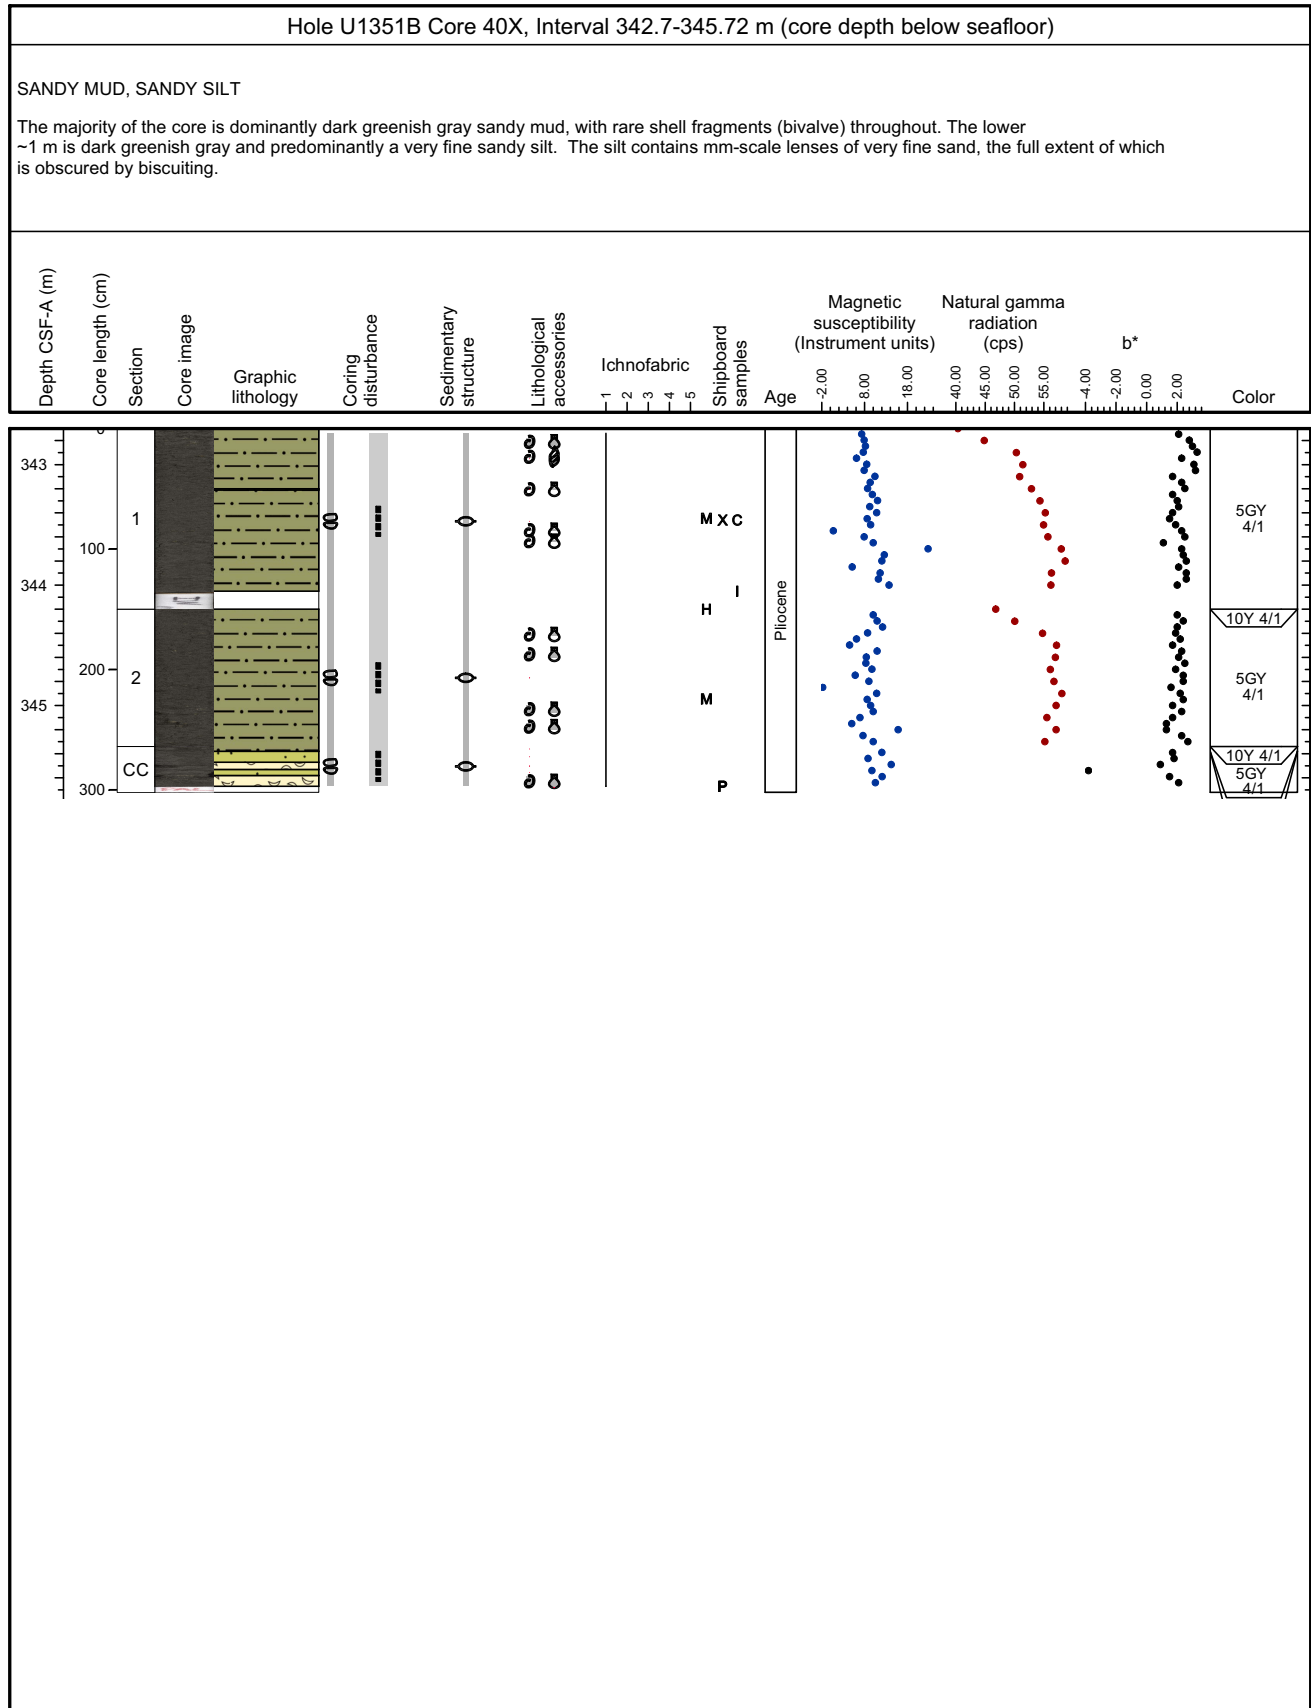 Hole U1351B Core 40X, Interval 342.7-345.72 m (core depth below seafloor)
SANDY MUD, SANDY SILT
The majority of the core is dominantly dark greenish gray sandy mud, with rare shell fragments (bivalve) throughout. The lower
~1 m is dark greenish gray and predominantly a very fine sandy silt. The silt contains mm-scale lenses of very fine sand, the full extent of which
is obscured by biscuiting.
Depth CSF-A (m)
Core length (cm)
Section
Core image
Graphic
lithology
Coring
disturbance
Sedimentary
structure
Lithological
accessories
Ichnofabric
1 2 3 4 5
Shipboard
samples
Age
Magnetic
susceptibility
(Instrument units)
-2.00 8.00 18.00
Natural gamma
radiation
(cps)
40.00 45.00 50.00 55.00
b*
-4.00 -2.00 0.00 2.00
Color
0
343
1
M X C
5GY
4/1
100
344
I
H
Pliocene
10Y 4/1
200
2
5GY
4/1
345
M
CC
10Y 4/1
5GY
4/1
300
P